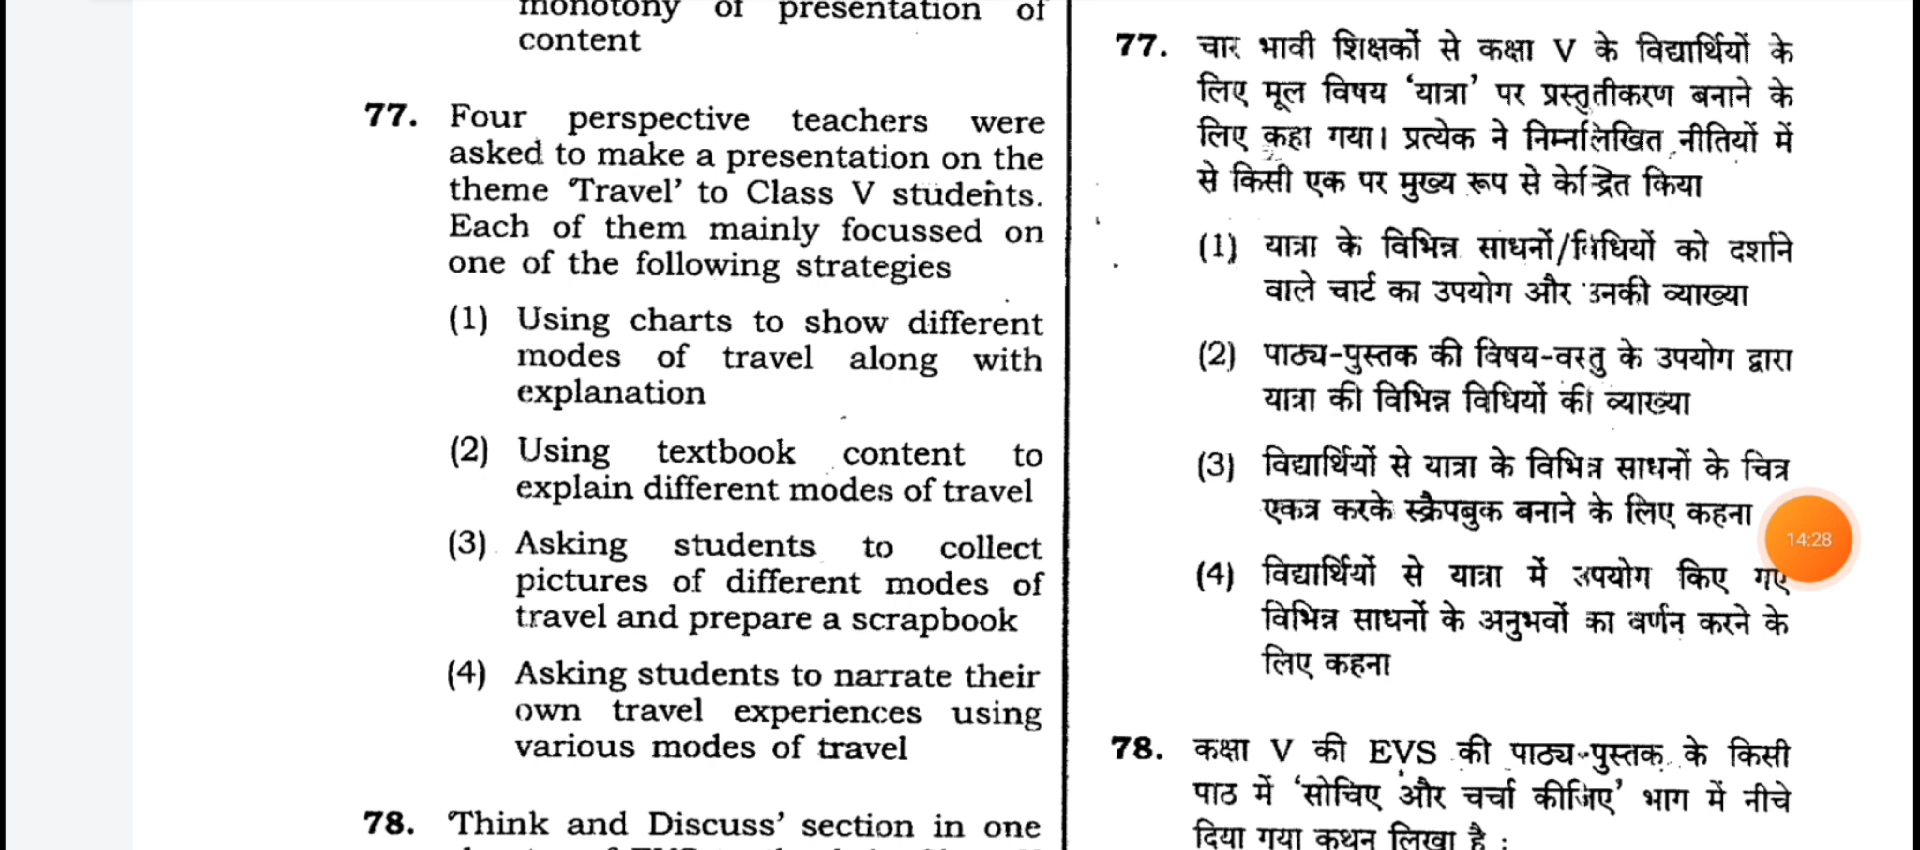 monotony of presentation of
content
77. Four perspective teachers were
asked to make a presentation on the
theme ‘Travel’ to Class V students.
Each of them mainly focussed on
one of the following strategies
(1) Using charts to show different
modes of travel along with
explanation
(2) Using textbook content to
explain different modes of travel
(3) Asking students to collect
pictures of different modes of
travel and prepare a scrapbook
(4) Asking students to narrate their
own travel experiences using
various modes of travel
78. ‘Think and Discuss’ section in one
77. चार भावी शिक्षकों से कक्षा V के विद्यार्थियों के
लिए मूल विषय ‘यात्रा’ पर प्रस्तुतीकरण बनाने के
लिए कहा गया। प्रत्येक ने निम्नलिखित नीतियों में
से किसी एक पर मुख्य रूप से केन्द्रित किया
(1) यात्रा के विभिन्न साधनों/विधियों को दर्शाने
वाले चार्ट का उपयोग और उनकी व्याख्या
(2) पाठ्य-पुस्तक की विषय-वस्तु के उपयोग द्वारा
यात्रा की विभिन्न विधियों की व्याख्या
(3) विद्यार्थियों से यात्रा के विभिन्न साधनों के चित्र
एकत्र करके स्क्रैपबुक बनाने के लिए कहना
14:28
(4) विद्यार्थियों से यात्रा में उपयोग किए गए
विभिन्न साधनों के अनुभवों का वर्णन करने के
लिए कहना
78. कक्षा V की EVS की पाठ्य-पुस्तक के किसी
पाठ में ‘सोचिए और चर्चा कीजिए’ भाग में नीचे
दिया गया कथन लिखा है :